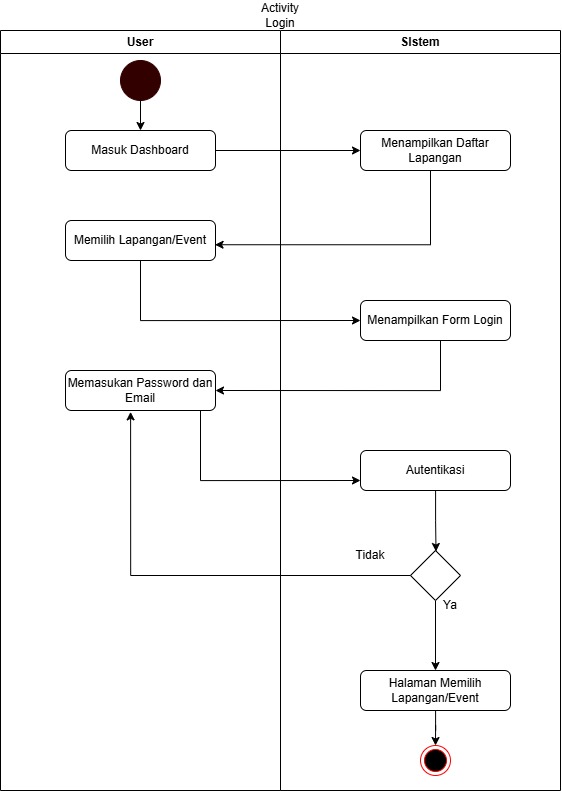 Activity
Login
User
SIstem
Masuk Dashboard
Menampilkan Daftar
Lapangan
Memilih Lapangan/Event
Menampilkan Form Login
Memasukan Password dan
Email
Autentikasi
Tidak
Ya
Halaman Memilih
Lapangan/Event